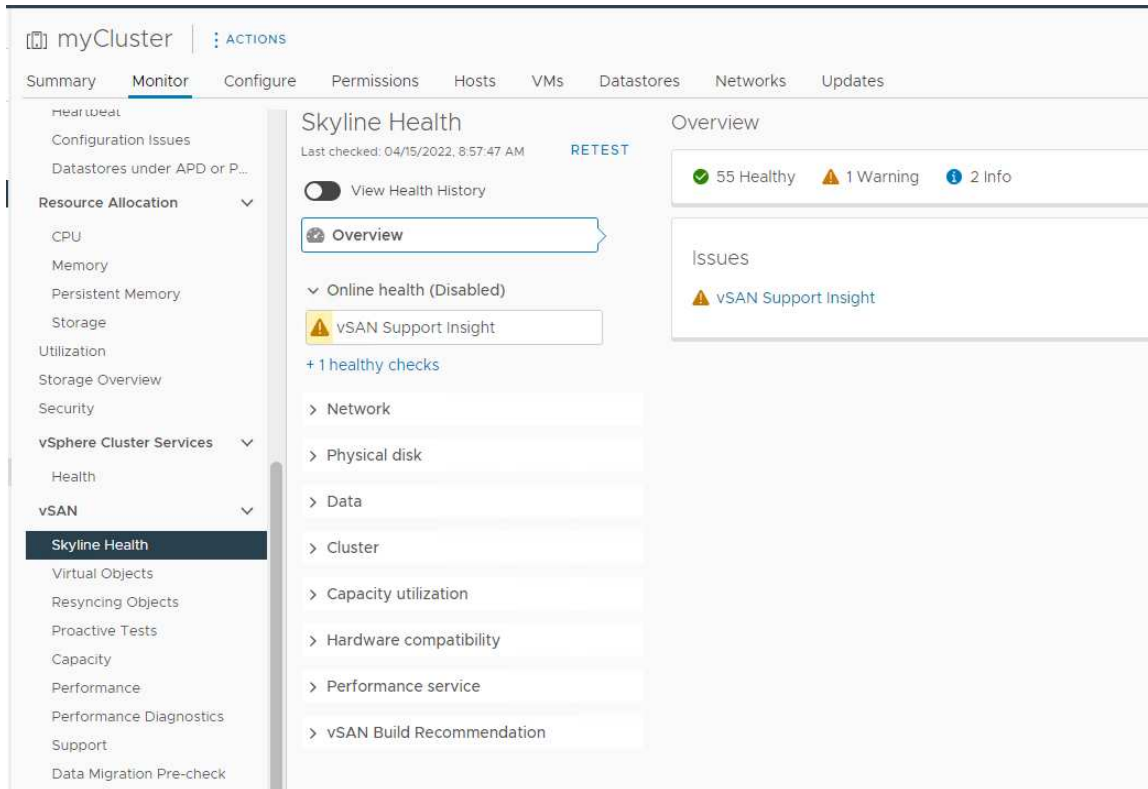 myCluster
ACTIONS
Summary Monitor Configure Permissions Hosts VMs Datastores Networks Updates
Heartbeat
Configuration Issues
Datastores under APD or P...
Resource Allocation
CPU
Memory
Persistent Memory
Storage
Utilization
Storage Overview
Security
vSphere Cluster Services
Health
vSAN
Skyline Health
Virtual Objects
Resyncing Objects
Proactive Tests
Capacity
Performance
Performance Diagnostics
Support
Data Migration Pre-check
Skyline Health
Last checked: 04/15/2022, 8:57:47 AM
RETEST
View Health History
Overview
Online health (Disabled)
vSAN Support Insight
+ 1 healthy checks
Network
Physical disk
Data
Cluster
Capacity utilization
Hardware compatibility
Performance service
vSAN Build Recommendation
Overview
55 Healthy 1 Warning 2 Info
Issues
vSAN Support Insight